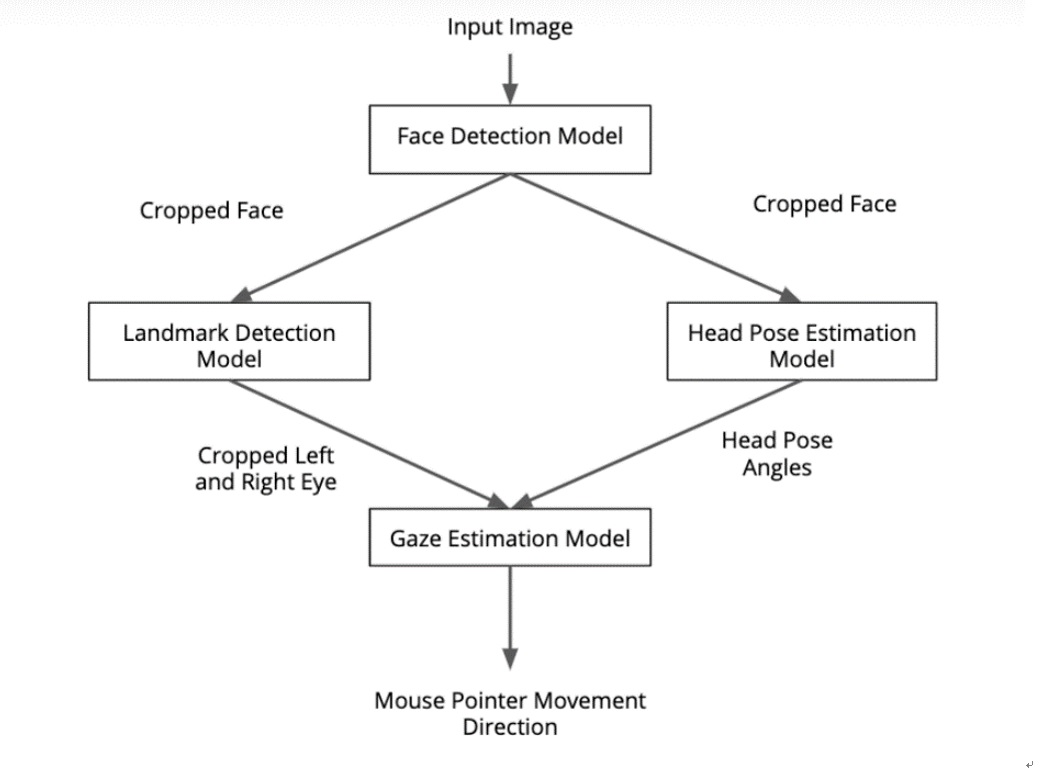 Input Image
Face Detection Model
Cropped Face
Cropped Face
Landmark Detection
Model
Head Pose Estimation
Model
Cropped Left
and Right Eye
Head Pose
Angles
Gaze Estimation Model
Mouse Pointer Movement
Direction